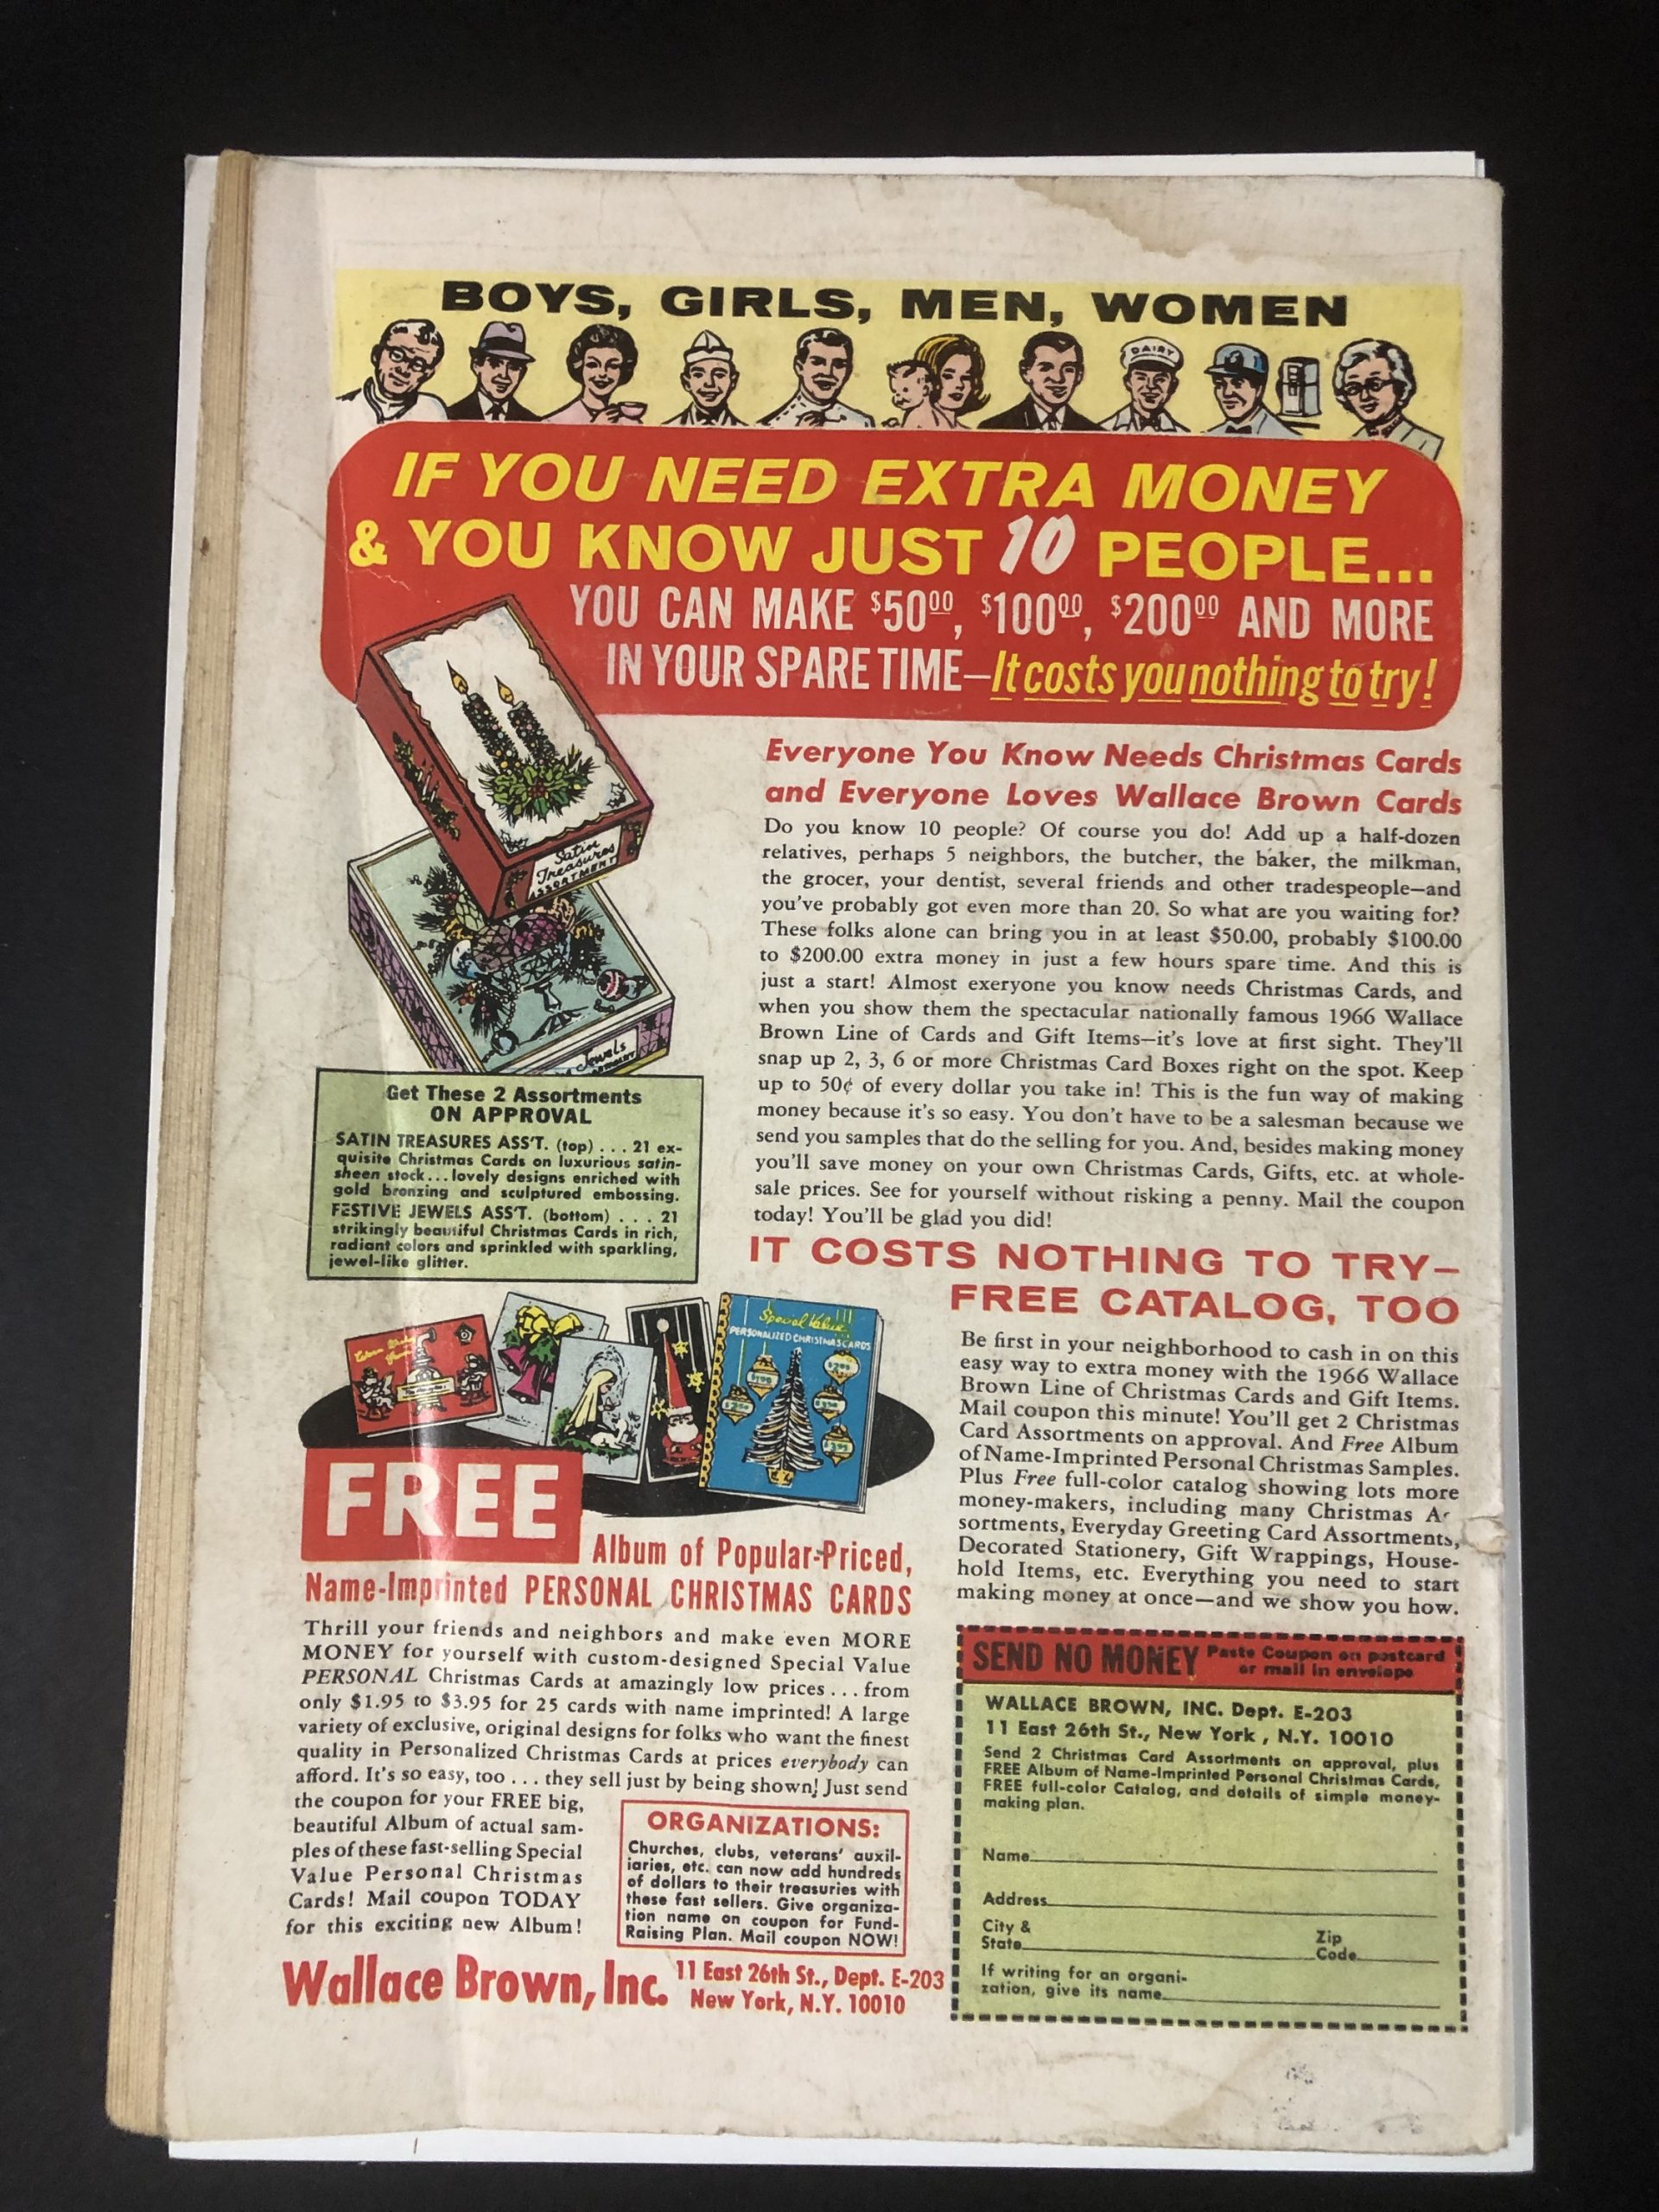 BOYS, GIRLS, MEN, WOMEN
DAIRY
IF YOU NEED EXTRA MONEY
& YOU KNOW JUST 10 PEOPLE...
YOU CAN MAKE $50.00, $100.00, $200.00 AND MORE
IN YOUR SPARE TIME—It costs you nothing to try!
Satin
Treasures
ASSORTMENT
Jewels
Get These 2 Assortments
ON APPROVAL
SATIN TREASURES ASS'T. (top) . . . 21 ex-
quisite Christmas Cards on luxurious satin-
sheen stock . . . lovely designs enriched with
gold bronzing and sculptured embossing.
FESTIVE JEWELS ASS'T. (bottom) . . . 21
strikingly beautiful Christmas Cards in rich,
radiant colors and sprinkled with sparkling,
jewel-like glitter.
Everyone You Know Needs Christmas Cards
and Everyone Loves Wallace Brown Cards
Do you know 10 people? Of course you do! Add up a half-dozen
relatives, perhaps 5 neighbors, the butcher, the baker, the milkman,
the grocer, your dentist, several friends and other tradespeople—and
you've probably got even more than 20. So what are you waiting for?
These folks alone can bring you in at least $50.00, probably $100.00
to $200.00 extra money in just a few hours spare time. And this is
just a start! Almost exeryone you know needs Christmas Cards, and
when you show them the spectacular nationally famous 1966 Wallace
Brown Line of Cards and Gift Items—it's love at first sight. They'll
snap up 2, 3, 6 or more Christmas Card Boxes right on the spot. Keep
up to 50¢ of every dollar you take in! This is the fun way of making
money because it's so easy. You don't have to be a salesman because we
send you samples that do the selling for you. And, besides making money
you'll save money on your own Christmas Cards, Gifts, etc. at whole-
sale prices. See for yourself without risking a penny. Mail the coupon
today! You'll be glad you did!
IT COSTS NOTHING TO TRY—
FREE CATALOG, TOO
Be first in your neighborhood to cash in on this
easy way to extra money with the 1966 Wallace
Brown Line of Christmas Cards and Gift Items.
Mail coupon this minute! You'll get 2 Christmas
Card Assortments on approval. And Free Album
of Name-Imprinted Personal Christmas Samples.
Plus Free full-color catalog showing lots more
money-makers, including many Christmas
sortments, Everyday Greeting Card Assortments,
Decorated Stationery, Gift Wrappings, House-
hold Items, etc. Everything you need to start
making money at once—and we show you how.
Special Value!!!
PERSONALIZED CHRISTMAS CARDS
FREE
Album of Popular-Priced,
Name-Imprinted PERSONAL CHRISTMAS CARDS
Thrill your friends and neighbors and make even MORE
MONEY for yourself with custom-designed Special Value
PERSONAL Christmas Cards at amazingly low prices . . . from
only $1.95 to $3.95 for 25 cards with name imprinted! A large
variety of exclusive, original designs for folks who want the finest
quality in Personalized Christmas Cards at prices everybody can
afford. It's so easy, too . . . they sell just by being shown! Just send
the coupon for your FREE big,
beautiful Album of actual sam-
ples of these fast-selling Special
Value Personal Christmas
Cards! Mail coupon TODAY
for this exciting new Album!
ORGANIZATIONS:
Churches, clubs, veterans' auxil-
iaries, etc. can now add hundreds
of dollars to their treasuries with
these fast sellers. Give organiza-
tion name on coupon for Fund-
Raising Plan. Mail coupon NOW!
Wallace Brown, Inc.
11 East 26th St., Dept. E-203
New York, N.Y. 10010
SEND NO MONEY
Paste Coupon on postcard
or mail in envelope
WALLACE BROWN, INC. Dept. E-203
11 East 26th St., New York , N.Y. 10010
Send 2 Christmas Card Assortments on approval, plus
FREE Album of Name-Imprinted Personal Christmas Cards,
FREE full-color Catalog, and details of simple money-
making plan.
Name
Address
City &
State
Zip
Code
If writing for an organi-
zation, give its name